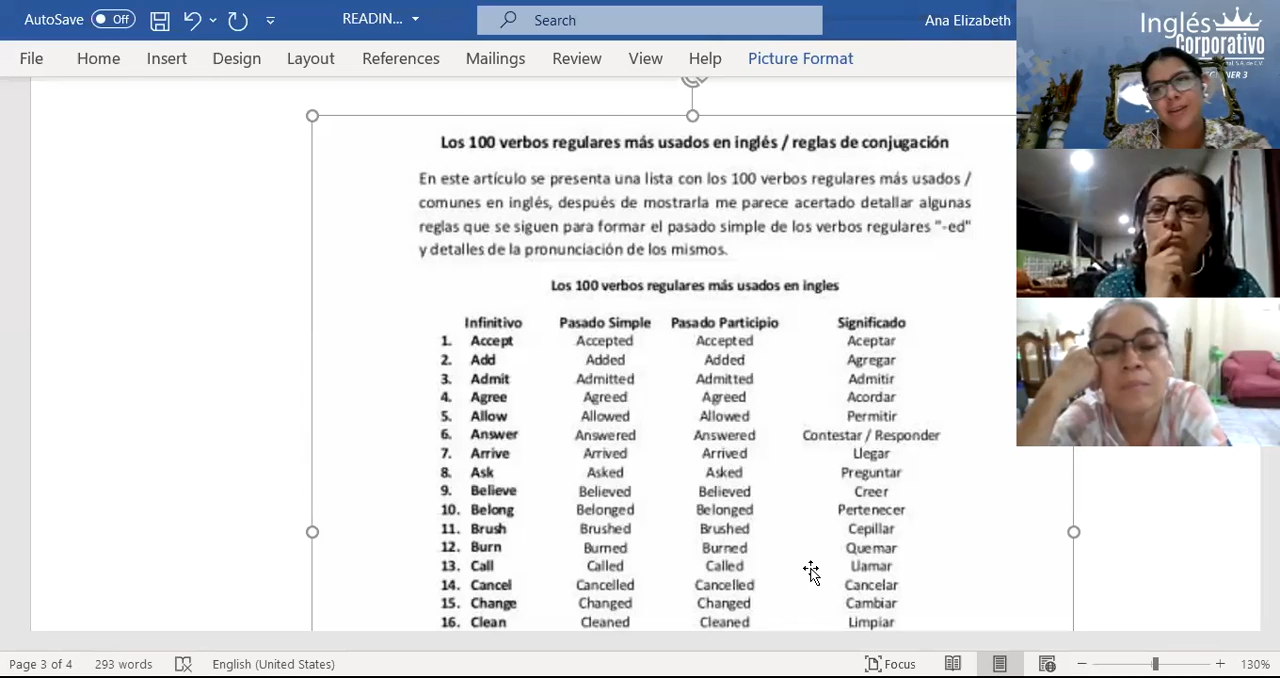 AutoSave Off READIN... Search Ana Elizabeth
File Home Insert Design Layout References Mailings Review View Help Picture Format
Inglés
Corporativo
Los 100 verbos regulares más usados en inglés / reglas de conjugación
En este artículo se presenta una lista con los 100 verbos regulares más usados /
comunes en inglés, después de mostrarla me parece acertado detallar algunas
reglas que se siguen para formar el pasado simple de los verbos regulares "-ed"
y detalles de la pronunciación de los mismos.
Los 100 verbos regulares más usados en ingles
Infinitivo Pasado Simple Pasado Participio Significado
1. Accept Accepted Accepted Aceptar
2. Add Added Added Agregar
3. Admit Admitted Admitted Admitir
4. Agree Agreed Agreed Acordar
5. Allow Allowed Allowed Permitir
6. Answer Answered Answered Contestar / Responder
7. Arrive Arrived Arrived Llegar
8. Ask Asked Asked Preguntar
9. Believe Believed Believed Creer
10. Belong Belonged Belonged Pertenecer
11. Brush Brushed Brushed Cepillar
12. Burn Burned Burned Quemar
13. Call Called Called Llamar
14. Cancel Cancelled Cancelled Cancelar
15. Change Changed Changed Cambiar
16. Clean Cleaned Cleaned Limpiar
Page 3 of 4 293 words English (United States) Focus 130%